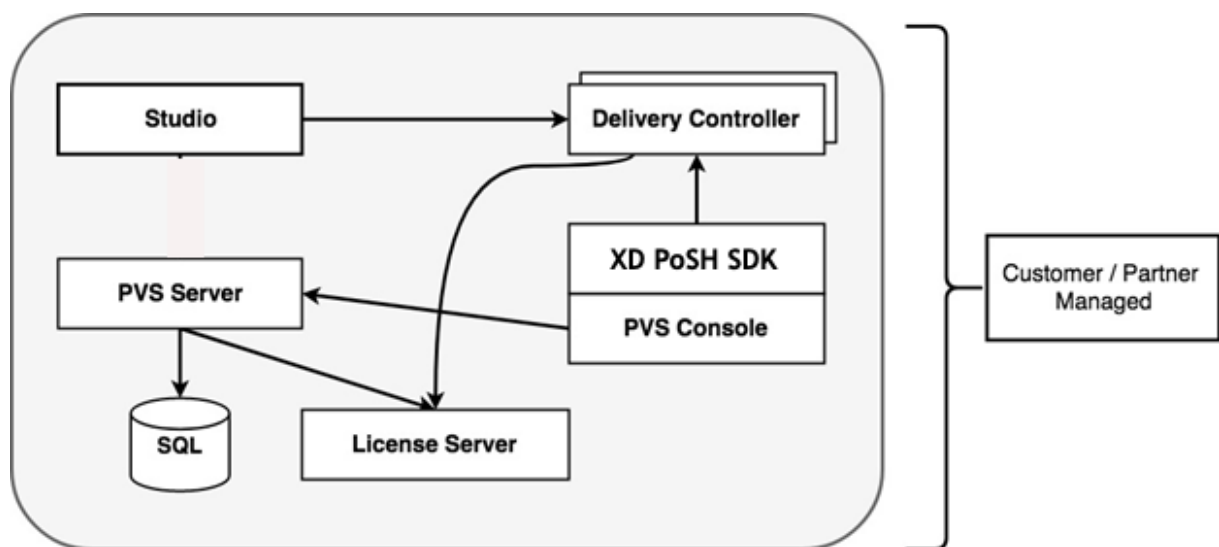 Studio
Delivery Controller
XD PoSH SDK
PVS Server
PVS Console
SQL
License Server
Customer / Partner
Managed